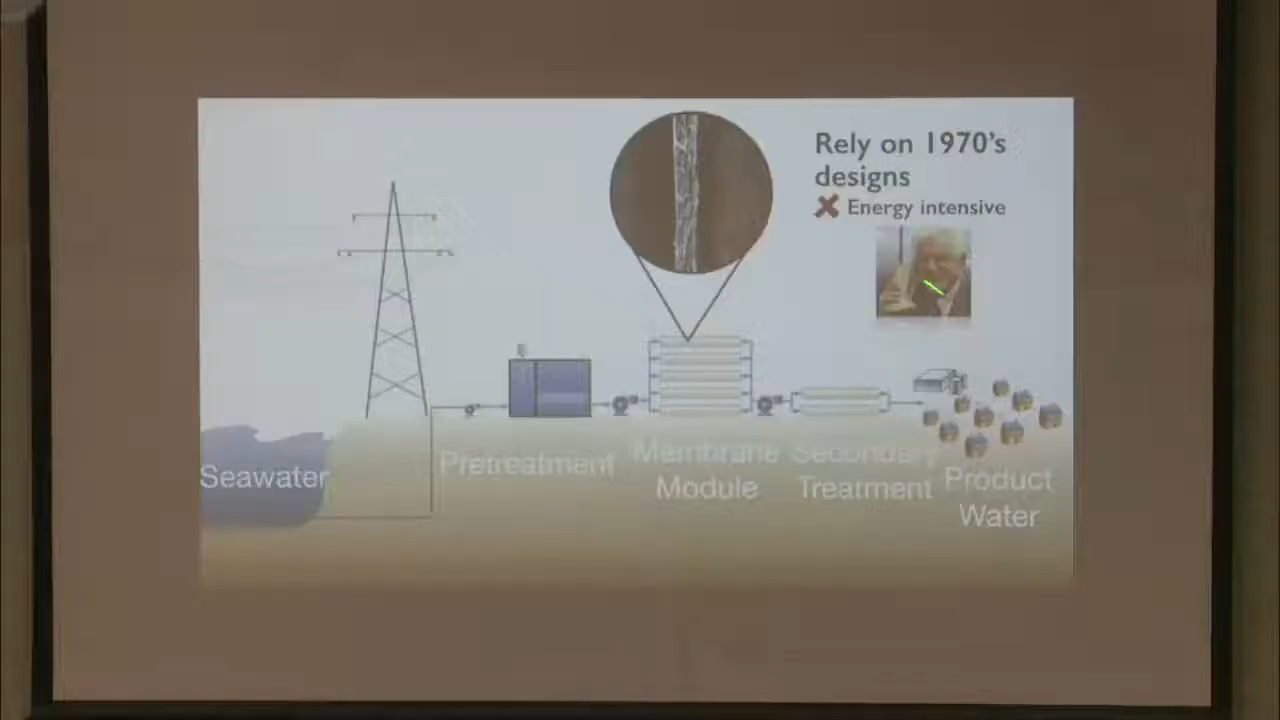 Rely on 1970's
designs
Energy intensive
Seawater
Pretreatment
Membrane
Module
Secondary
Treatment
Product
Water